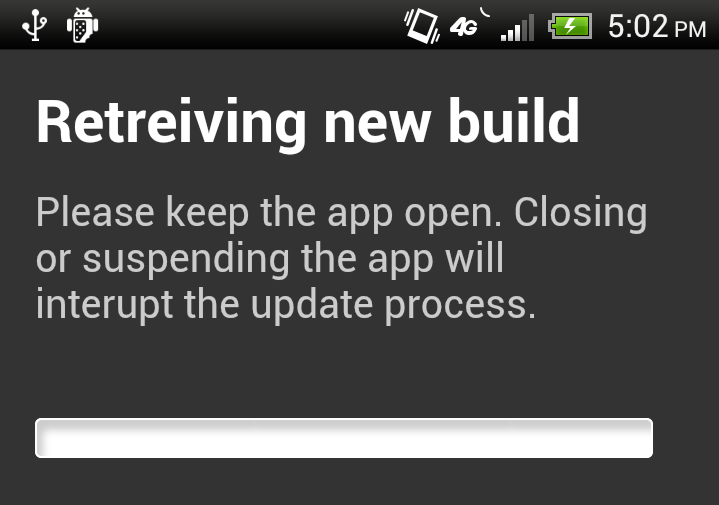 4G 5:02 PM
Retreiving new build
Please keep the app open. Closing
or suspending the app will
interupt the update process.